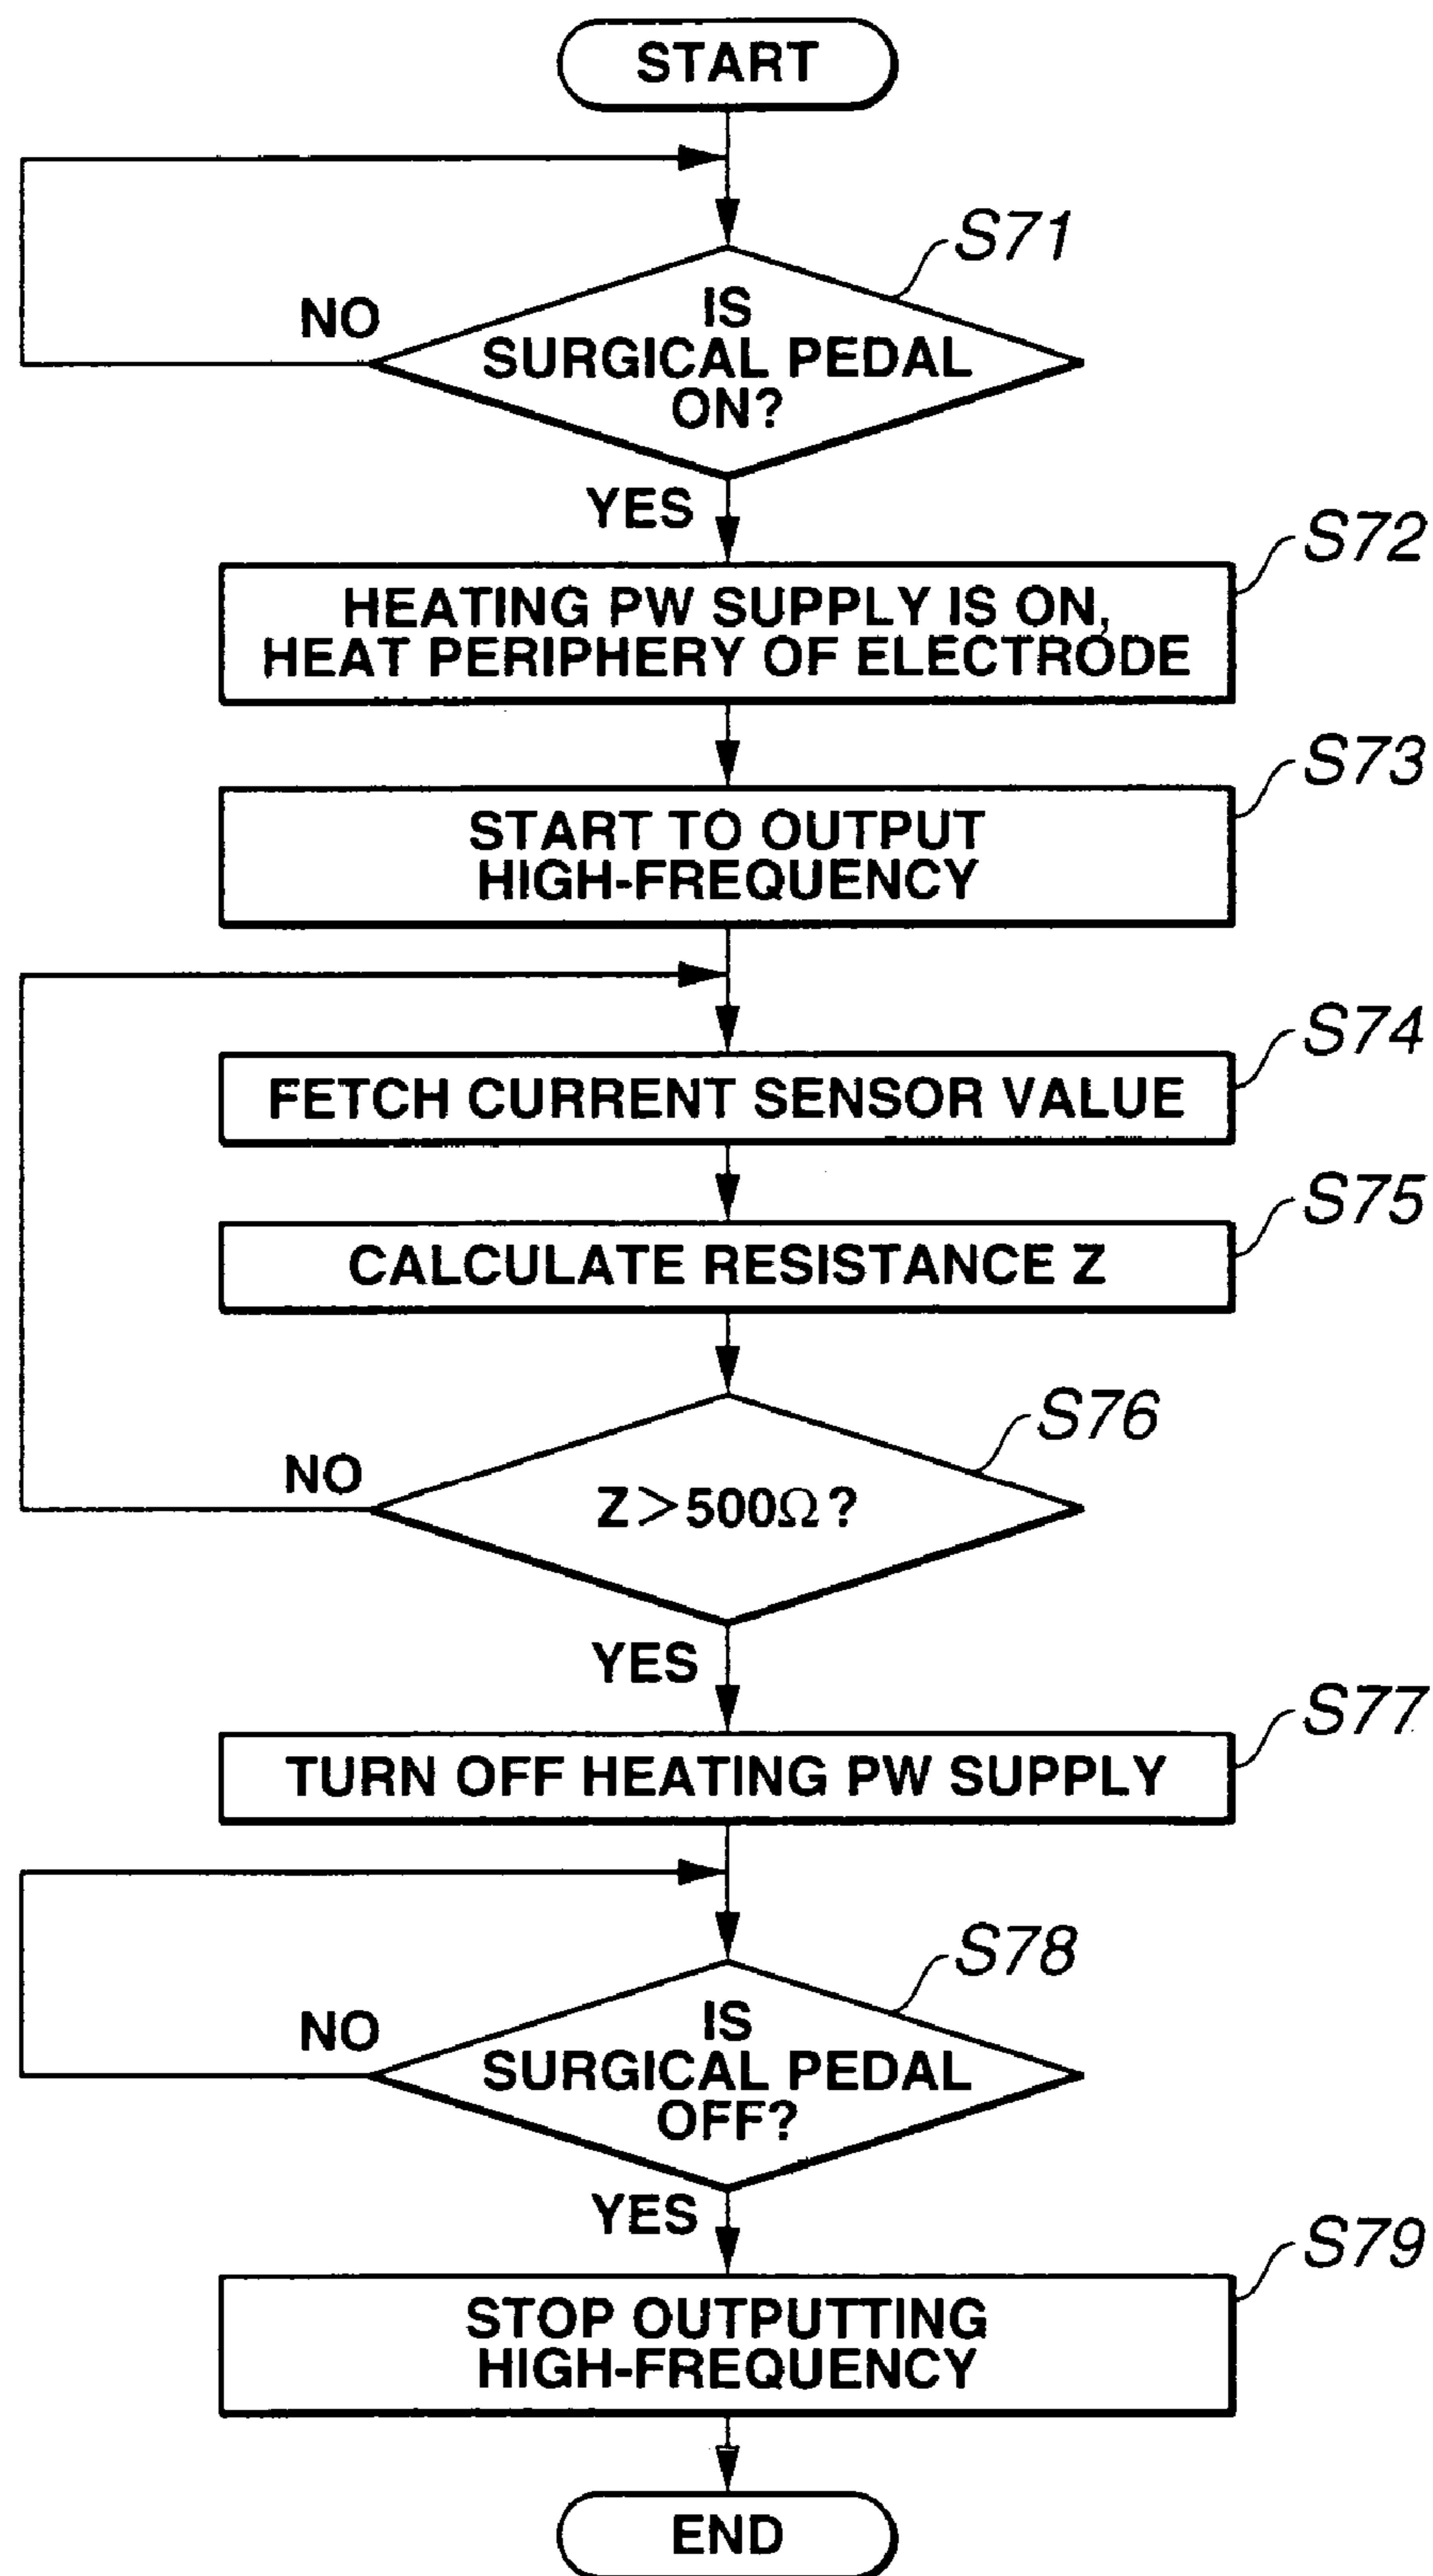 START
S71
IS
SURGICAL PEDAL
ON?
NO
YES
S72
HEATING PW SUPPLY IS ON,
HEAT PERIPHERY OF ELECTRODE
S73
START TO OUTPUT
HIGH-FREQUENCY
S74
FETCH CURRENT SENSOR VALUE
S75
CALCULATE RESISTANCE Z
S76
NO
Z>500Ω?
YES
S77
TURN OFF HEATING PW SUPPLY
S78
IS
SURGICAL PEDAL
OFF?
NO
YES
S79
STOP OUTPUTTING
HIGH-FREQUENCY
END